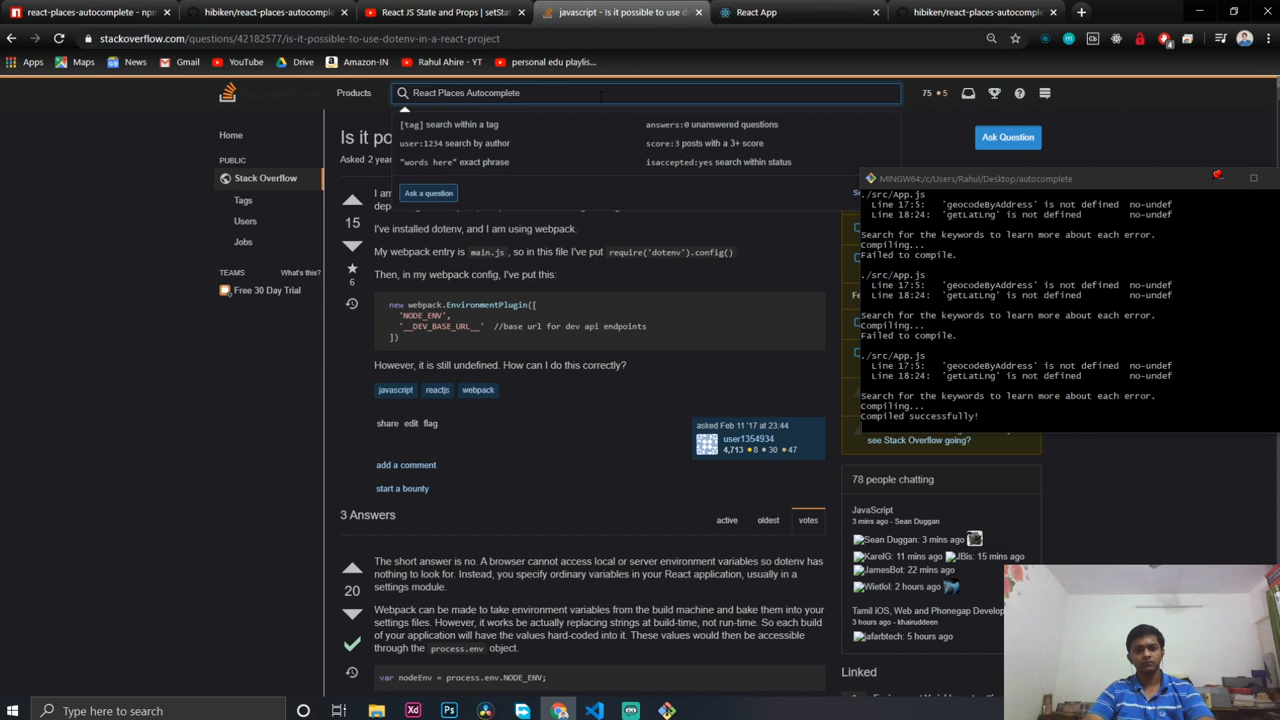 react-places-autocomplete - npm
hibiken/react-places-autocomple
React JS State and Props | setStat
javascript - Is it possible to use d
React App
hibiken/react-places-autocomple
stackoverflow.com/questions/42182577/is-it-possible-to-use-dotenv-in-a-react-project
Apps
Maps
News
Gmail
YouTube
Drive
Amazon-IN
Rahul Ahire - YT
personal edu playlis...
Products
React Places Autocomplete
75 5
[tag] search within a tag
answers:0 unanswered questions
user:1234 search by author
score:3 posts with a 3+ score
"words here" exact phrase
isaccepted:yes search within status
Ask a question
Ask Question
Home
PUBLIC
Stack Overflow
Tags
Users
Jobs
TEAMS
What's this?
Free 30 Day Trial
Is it po
Asked 2 year
I am
15
I've installed dotenv, and I am using webpack.
My webpack entry is main.js, so in this file I've put require('dotenv').config()
6
Then, in my webpack config, I've put this:
new webpack.EnvironmentPlugin([
'NODE_ENV',
'__DEV_BASE_URL__' //base url for dev api endpoints
])
However, it is still undefined. How can I do this correctly?
javascript
reactjs
webpack
share edit flag
asked Feb 11 '17 at 23:44
user1354934
4,713 8 30 47
add a comment
start a bounty
3 Answers
active
oldest
votes
20
The short answer is no. A browser cannot access local or server environment variables so dotenv has
nothing to look for. Instead, you specify ordinary variables in your React application, usually in a
settings module.
Webpack can be made to take environment variables from the build machine and bake them into your
settings files. However, it works be actually replacing strings at build-time, not run-time. So each build
of your application will have the values hard-coded into it. These values would then be accessible
through the process.env object.
var nodeEnv = process.env.NODE_ENV;
MINGW64:/c/Users/Rahul/Desktop/autocomplete
./src/App.js
Line 17:5: 'geocodeByAddress' is not defined no-undef
Line 18:24: 'getLatLng' is not defined no-undef
Search for the keywords to learn more about each error.
Compiling...
Failed to compile.
./src/App.js
Line 17:5: 'geocodeByAddress' is not defined no-undef
Line 18:24: 'getLatLng' is not defined no-undef
Search for the keywords to learn more about each error.
Compiling...
Failed to compile.
./src/App.js
Line 17:5: 'geocodeByAddress' is not defined no-undef
Line 18:24: 'getLatLng' is not defined no-undef
Search for the keywords to learn more about each error.
Compiling...
Compiled successfully!
see Stack Overflow going?
78 people chatting
JavaScript
3 mins ago - Sean Duggan
Sean Duggan: 3 mins ago
KarelG: 11 mins ago
JBis: 15 mins ago
JamesBot: 22 mins ago
Wietlol: 2 hours ago
Tamil iOS, Web and Phonegap Develop
3 hours ago - khairuddeen
jafarbtech: 5 hours ago
Linked
Type here to search